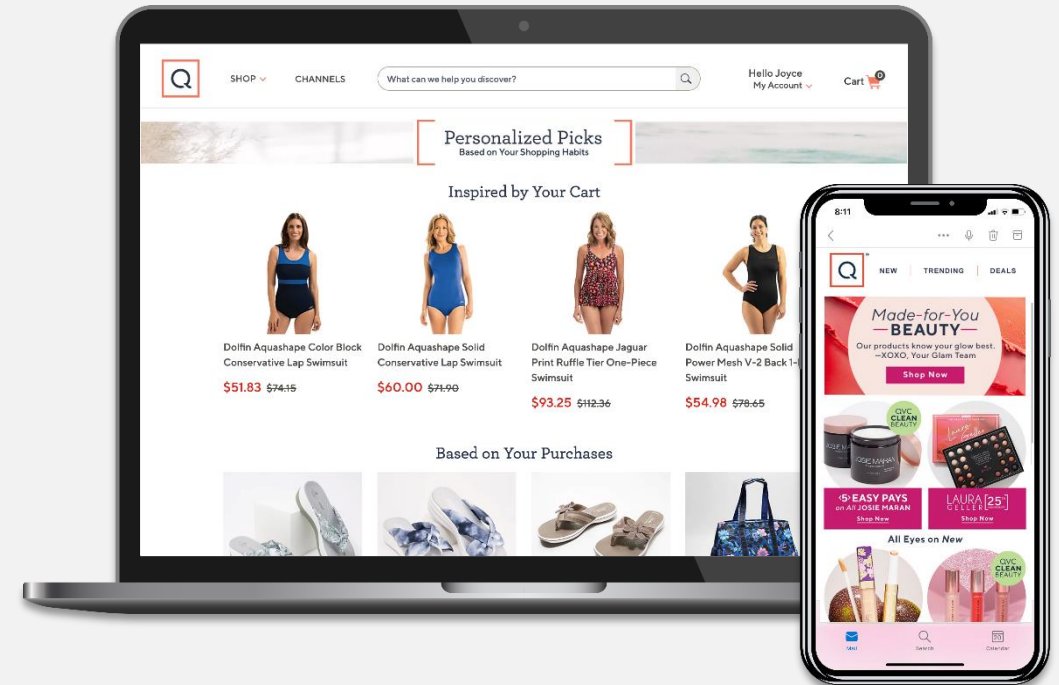 Q
SHOP
CHANNELS
What can we help you discover?
Hello Joyce
My Account
Cart
0
Personalized Picks
Based on Your Shopping Habits
Inspired by Your Cart
Dolfin Aquashape Color Block
Conservative Lap Swimsuit
$51.83 $74.15
Dolfin Aquashape Solid
Conservative Lap Swimsuit
$60.00 $71.90
Dolfin Aquashape Jaguar
Print Ruffle Tier One-Piece
Swimsuit
$93.25 $112.36
Dolfin Aquashape Solid
Power Mesh V-2 Back 1-
Swimsuit
$54.98 $78.65
Based on Your Purchases
8:11
Q
NEW
TRENDING
DEALS
Made-for-You
BEAUTY
Our products know your glow best.
—XOXO, Your Glam Team
Shop Now
QVC
CLEAN
BEAUTY
JOSIE MARAN
Laura
Geller
<5> EASY PAYS
on All JOSIE MARAN
Shop Now
LAURA
GELLER
25
Shop Now
All Eyes on New
QVC
CLEAN
BEAUTY
Mail
Search
20
Calendar